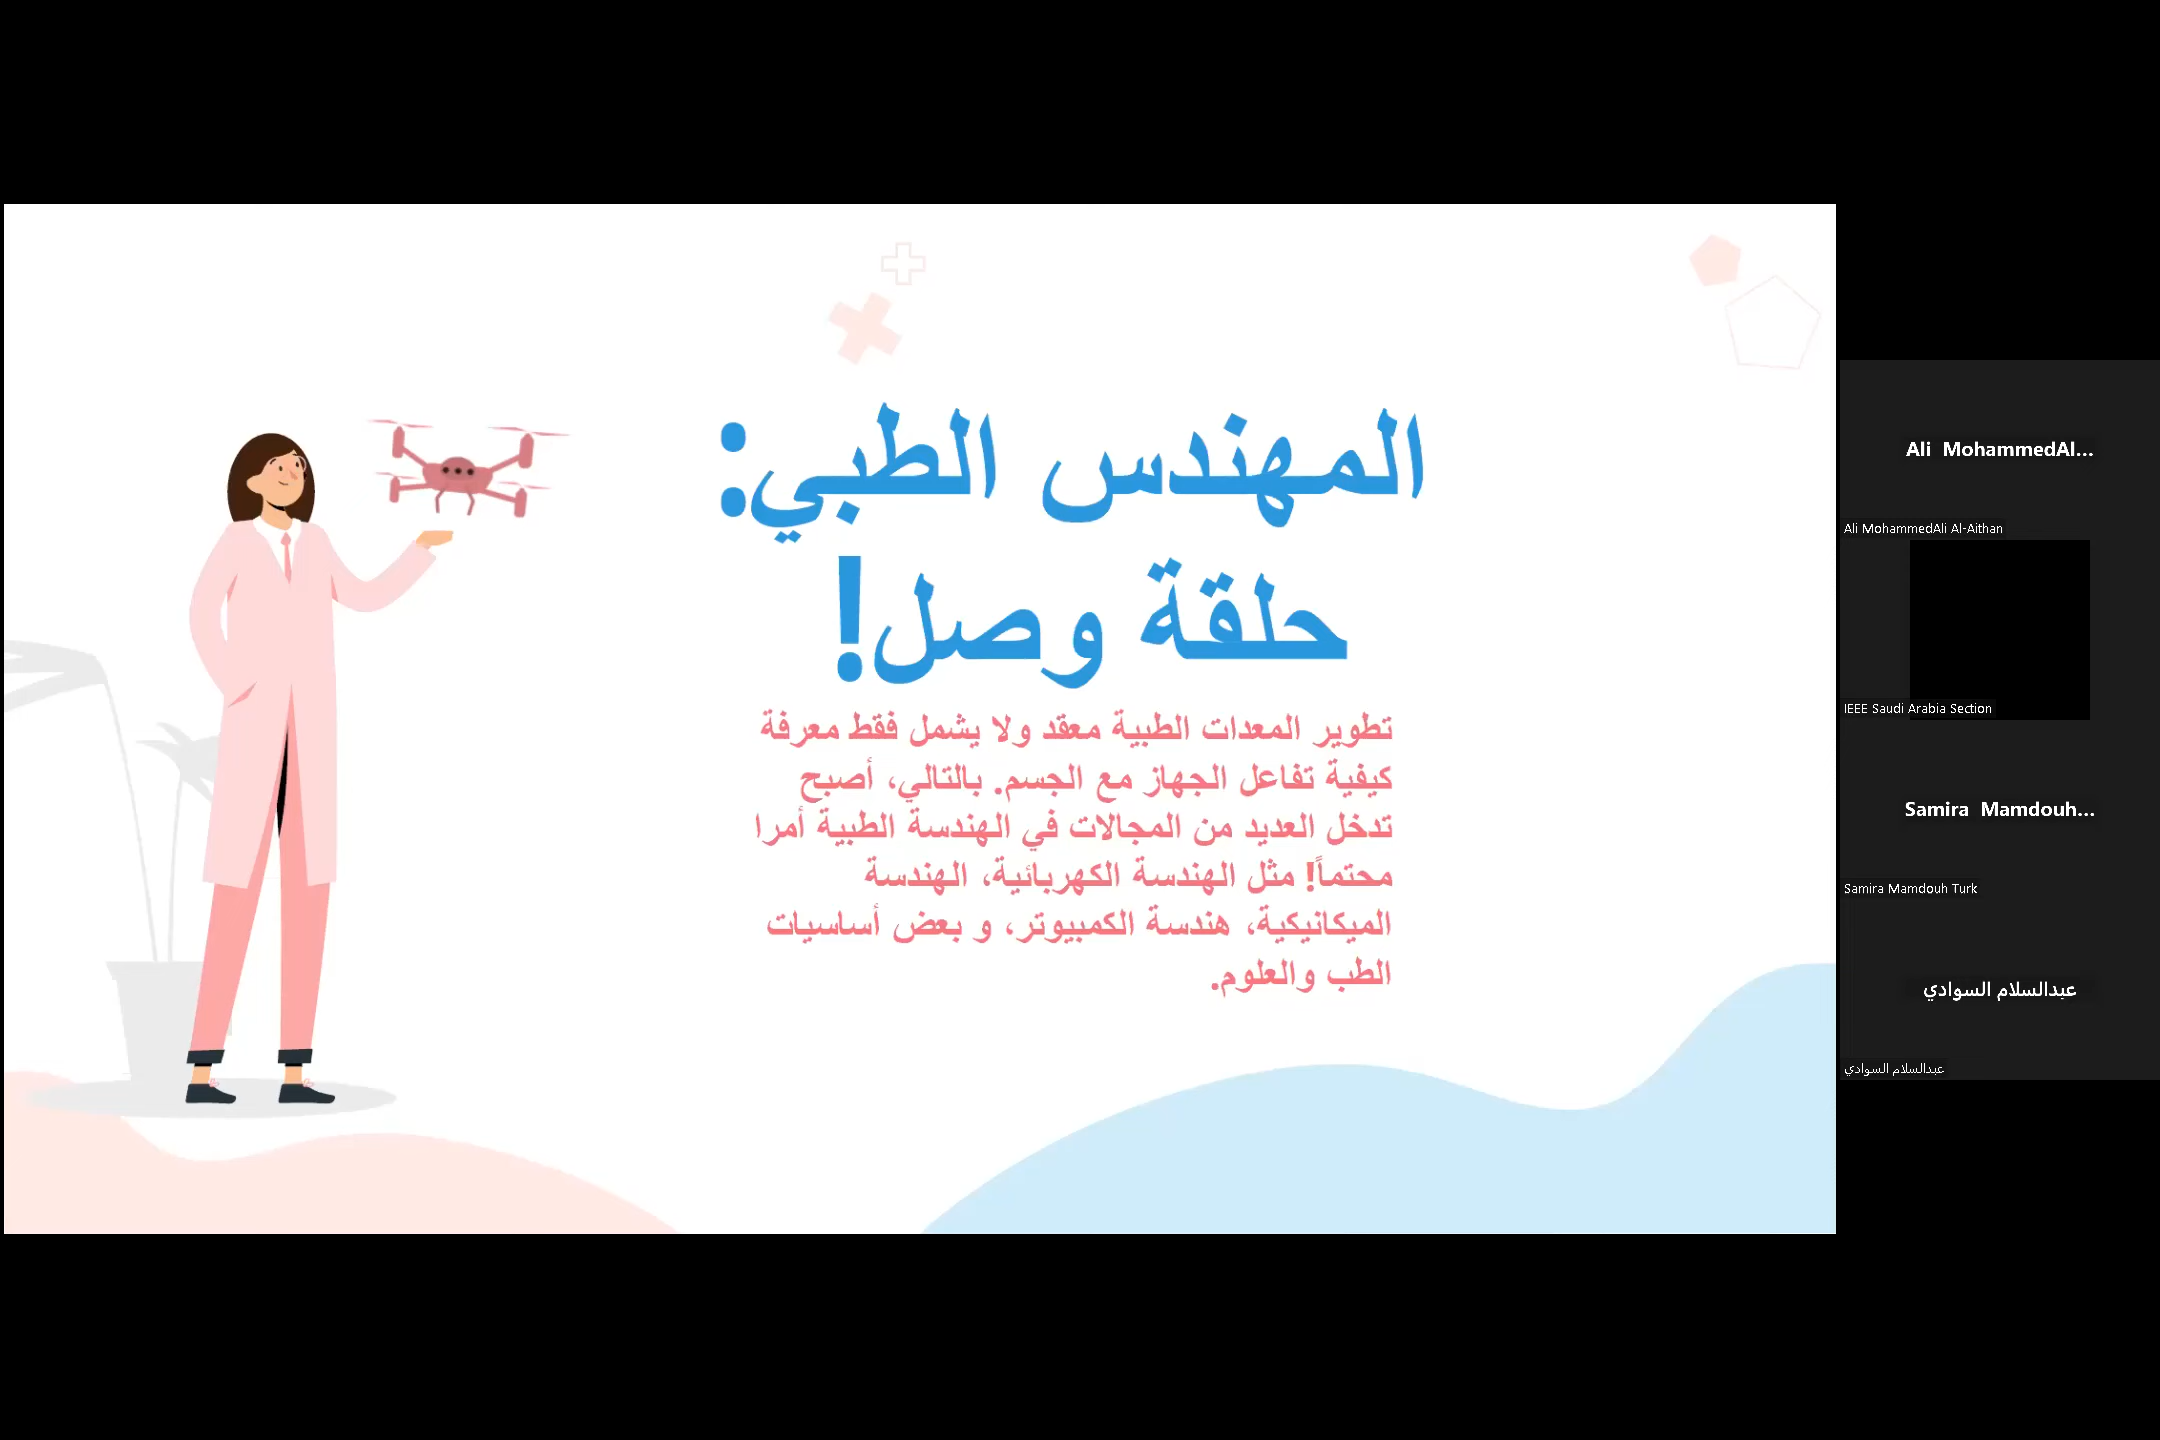 المهندس الطبي:
حلقة وصل!
تطوير المعدات الطبية معقد ولا يشمل فقط معرفة
كيفية تفاعل الجهاز مع الجسم. بالتالي، أصبح
تدخل العديد من المجالات في الهندسة الطبية أمرا
محتماً! مثل الهندسة الكهربائية، الهندسة
الميكانيكية، هندسة الكمبيوتر، و بعض أساسيات
الطب والعلوم.
Ali MohammedAl...
Ali MohammedAli Al-Aithan
IEEE Saudi Arabia Section
Samira Mamdouh...
Samira Mamdouh Turk
عبدالسلام السوادي
عبدالسلام السوادي